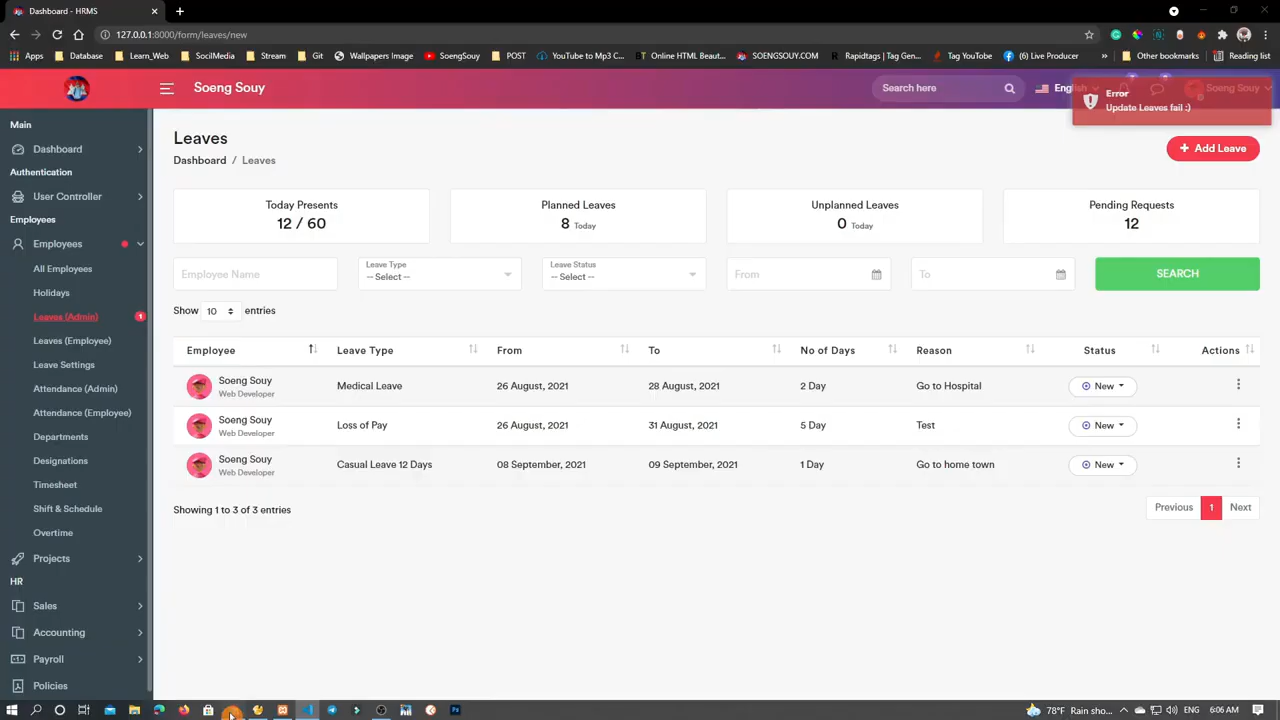 Dashboard - HRMS
127.0.0.1:8000/form/leaves/new
Apps
Database
Learn_Web
SocilMedia
Stream
Git
Wallpapers Image
SoengSouy
POST
YouTube to Mp3 C...
Online HTML Beaut...
SOENGSOUY.COM
Rapidtags | Tag Gen...
Tag YouTube
(6) Live Producer
Other bookmarks
Reading list
Soeng Souy
Search here
English
Soeng Souy
Error
Update Leaves fail :)
Main
Dashboard
Authentication
User Controller
Employees
Employees
All Employees
Holidays
Leaves (Admin) 1
Leaves (Employee)
Leave Settings
Attendance (Admin)
Attendance (Employee)
Departments
Designations
Timesheet
Shift & Schedule
Overtime
Projects
HR
Sales
Accounting
Payroll
Policies
Leaves
Dashboard / Leaves
+ Add Leave
Today Presents
12 / 60
Planned Leaves
8 Today
Unplanned Leaves
0 Today
Pending Requests
12
Employee Name
Leave Type
-- Select --
Leave Status
-- Select --
From
To
SEARCH
Show 10 entries
Employee Leave Type From To No of Days Reason Status Actions
Soeng Souy
Web Developer
Medical Leave 26 August, 2021 28 August, 2021 2 Day Go to Hospital New
Soeng Souy
Web Developer
Loss of Pay 26 August, 2021 31 August, 2021 5 Day Test New
Soeng Souy
Web Developer
Casual Leave 12 Days 08 September, 2021 09 September, 2021 1 Day Go to home town New
Showing 1 to 3 of 3 entries
Previous 1 Next
78°F Rain sho...
6:06 AM